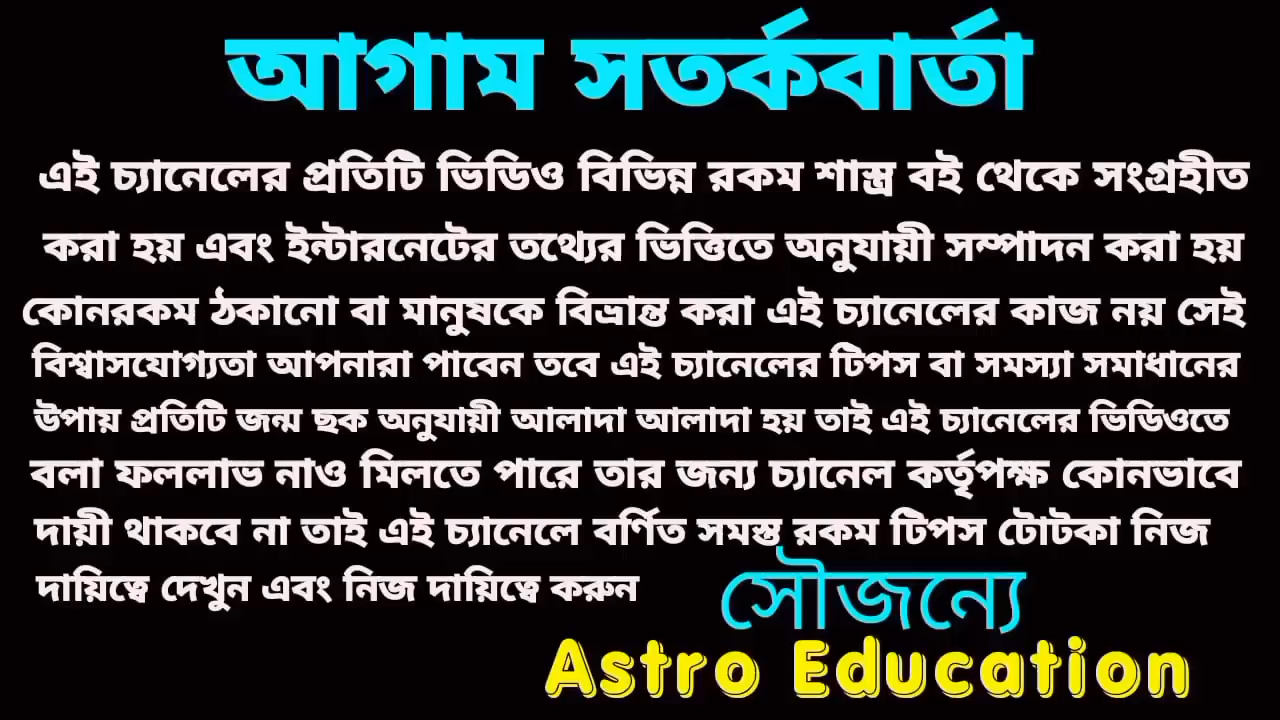 আগাম সতর্কবার্তা
এই চ্যানেলের প্রতিটি ভিডিও বিভিন্ন রকম শাস্ত্র বই থেকে সংগ্রহীত
করা হয় এবং ইন্টারনেটের তথ্যের ভিত্তিতে অনুযায়ী সম্পাদন করা হয়
কোনরকম ঠকানো বা মানুষকে বিভ্রান্ত করা এই চ্যানেলের কাজ নয় সেই
বিশ্বাসযোগ্যতা আপনারা পাবেন তবে এই চ্যানেলের টিপস বা সমস্যা সমাধানের
উপায় প্রতিটি জন্ম ছক অনুযায়ী আলাদা আলাদা হয় তাই এই চ্যানেলের ভিডিওতে
বলা ফললাভ নাও মিলতে পারে তার জন্য চ্যানেল কর্তৃপক্ষ কোনভাবে
দায়ী থাকবে না তাই এই চ্যানেলে বর্ণিত সমস্ত রকম টিপস টোটকা নিজ
দায়িত্বে দেখুন এবং নিজ দায়িত্বে করুন
সৌজন্যে
Astro Education